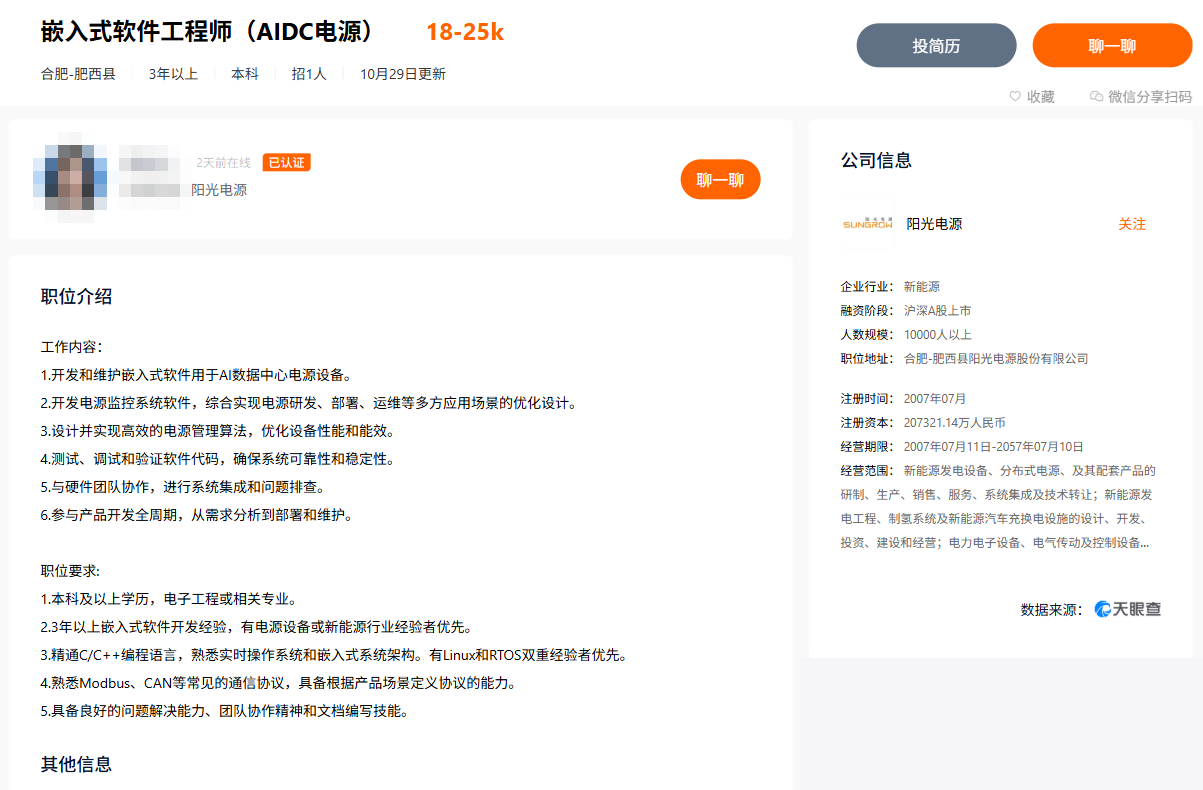 嵌入式软件工程师（AIDC电源） 18-25k
合肥-肥西县 3年以上 本科 招1人 10月29日更新
投简历 聊一聊
收藏 微信分享扫码
2天前在线 已认证
阳光电源
聊一聊
职位介绍
工作内容：
1.开发和维护嵌入式软件用于AI数据中心电源设备。
2.开发电源监控系统软件，综合实现电源研发、部署、运维等多方应用场景的优化设计。
3.设计并实现高效的电源管理算法，优化设备性能和能效。
4.测试、调试和验证软件代码，确保系统可靠性和稳定性。
5.与硬件团队协作，进行系统集成和问题排查。
6.参与产品开发全周期，从需求分析到部署和维护。
职位要求:
1.本科及以上学历，电子工程或相关专业。
2.3年以上嵌入式软件开发经验，有电源设备或新能源行业经验者优先。
3.精通C/C++编程语言，熟悉实时操作系统和嵌入式系统架构。有Linux和RTOS双重经验者优先。
4.熟悉Modbus、CAN等常见的通信协议，具备根据产品场景定义协议的能力。
5.具备良好的问题解决能力、团队协作精神和文档编写技能。
其他信息
公司信息
阳光电源
SUNGROW 阳光电源 关注
企业行业： 新能源
融资阶段： 沪深A股上市
人数规模： 10000人以上
职位地址： 合肥-肥西县阳光电源股份有限公司
注册时间： 2007年07月
注册资本： 207321.14万人民币
经营期限： 2007年07月11日-2057年07月10日
经营范围： 新能源发电设备、分布式电源、及其配套产品的
研制、生产、销售、服务、系统集成及技术转让；新能源发
电工程、制氢系统及新能源汽车充换电设施的设计、开发、
投资、建设和经营；电力电子设备、电气传动及控制设备...
数据来源： 天眼查